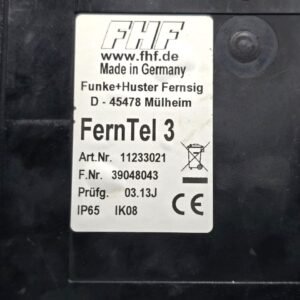 FHF
www.fhf.de
Made in Germany
Funke+Huster Fernsig
D - 45478 Mülheim
FernTel 3
Art.Nr. 11233021
F.Nr. 39048043
Prüfg. 03.13J
IP65 IK08 CE